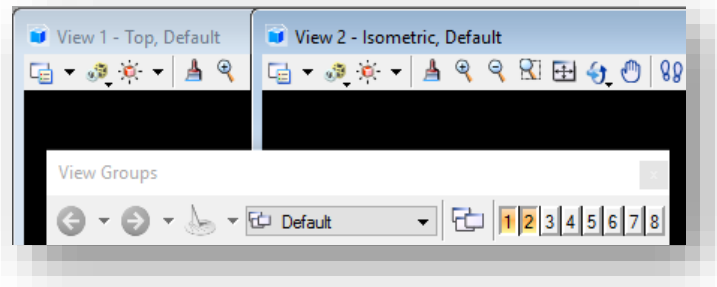 View 1 - Top, Default
View 2 - Isometric, Default
View Groups
Default
1 2 3 4 5 6 7 8